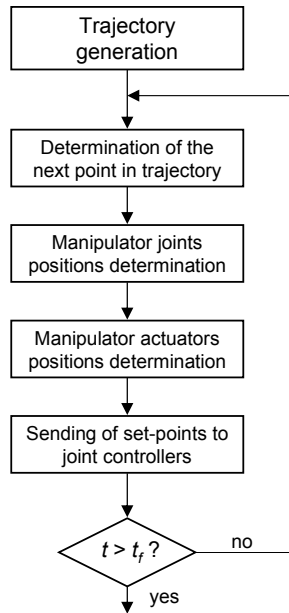 Trajectory
generation
Determination of the
next point in trajectory
Manipulator joints
positions determination
Manipulator actuators
positions determination
Sending of set-points to
joint controllers
t > tf ?
no
yes